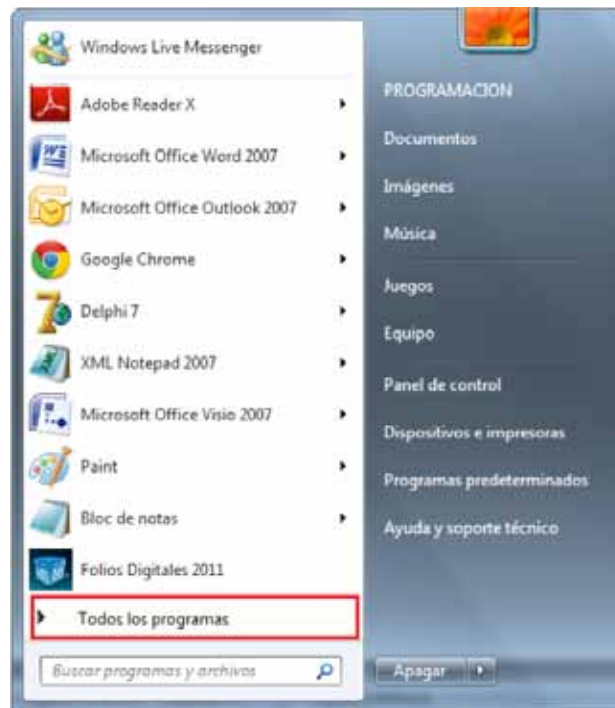 Windows Live Messenger
Adobe Reader X
Microsoft Office Word 2007
Microsoft Office Outlook 2007
Google Chrome
Delphi 7
XML Notepad 2007
Microsoft Office Visio 2007
Paint
Bloc de notas
Folios Digitales 2011
Todos los programas
Buscar programas y archivos
PROGRAMACION
Documentos
Imágenes
Música
Juegos
Equipo
Panel de control
Dispositivos e impresoras
Programas predeterminados
Ayuda y soporte técnico
Apagar